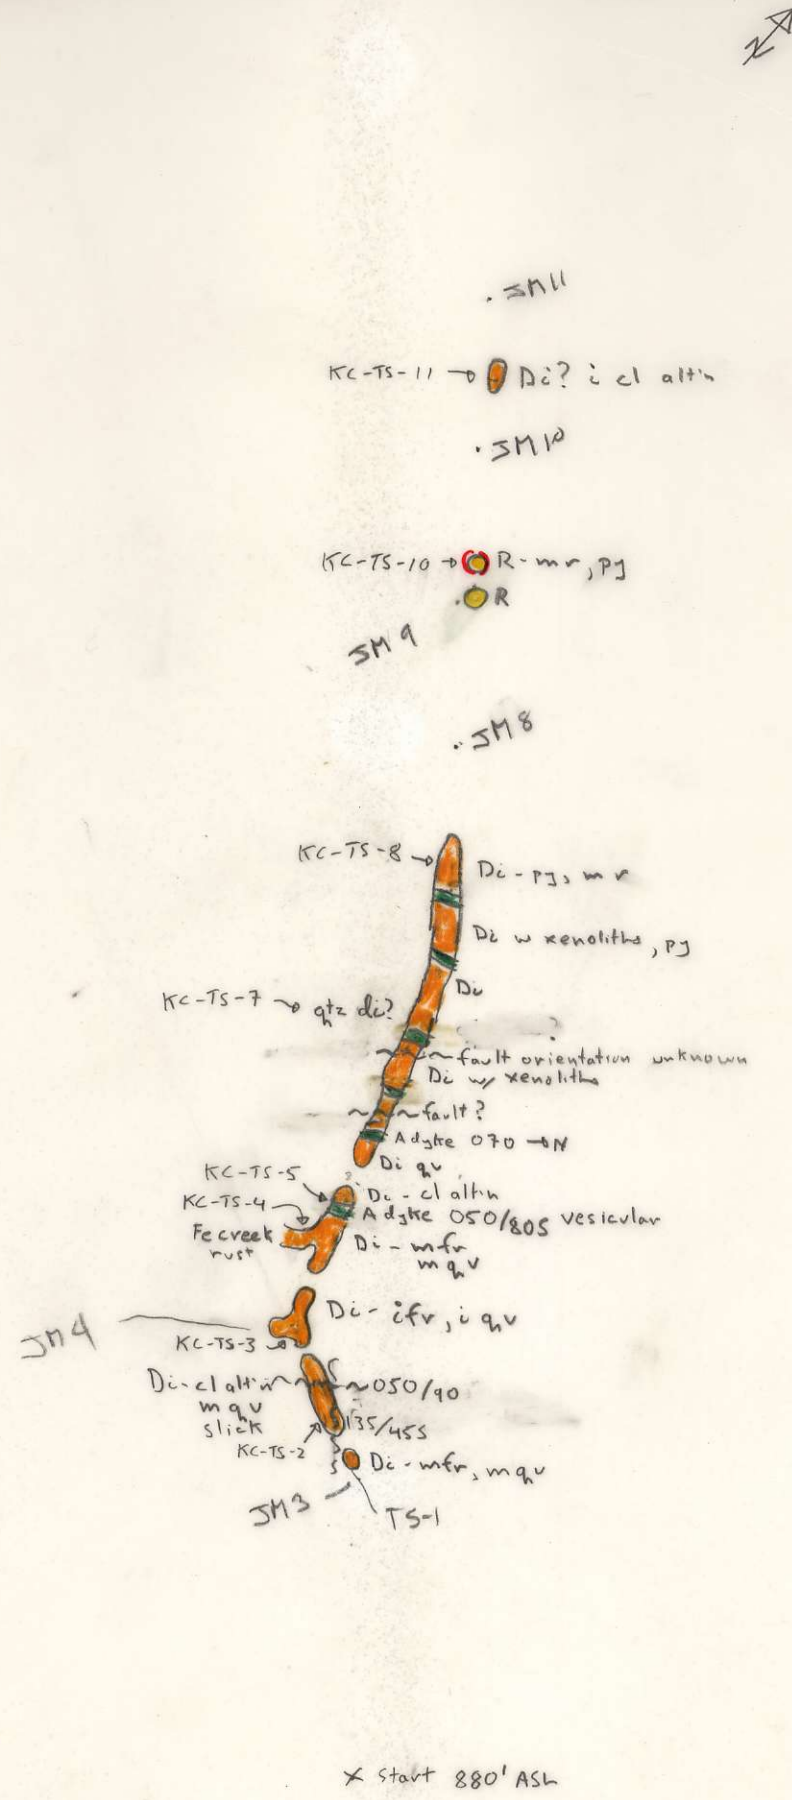 N
JM11
KC-TS-11 → Di? i cl alt'n
JM10
KC-TS-10 → R-mr, py
R
JM9
JM8
KC-TS-8 → Di-py, mr
Di w xenoliths, py
Di
KC-TS-7 → qtz di?
?
~fault orientation unknown
Di w/ xenoliths
~fault?
A dyke 070 → N
Di qv
KC-TS-5
?
Di-cl altin
KC-TS-4
A dyke 050/80S vesicular
Fe creek
rust
Di-mfr
mqv
Di-ifr, i qv
JM4
KC-TS-3
Di-cl alt'n
~050/90
mqv
slick
135/45S
KC-TS-2
Di-mfr, mqv
JM3
TS-1
x Start 880' ASL